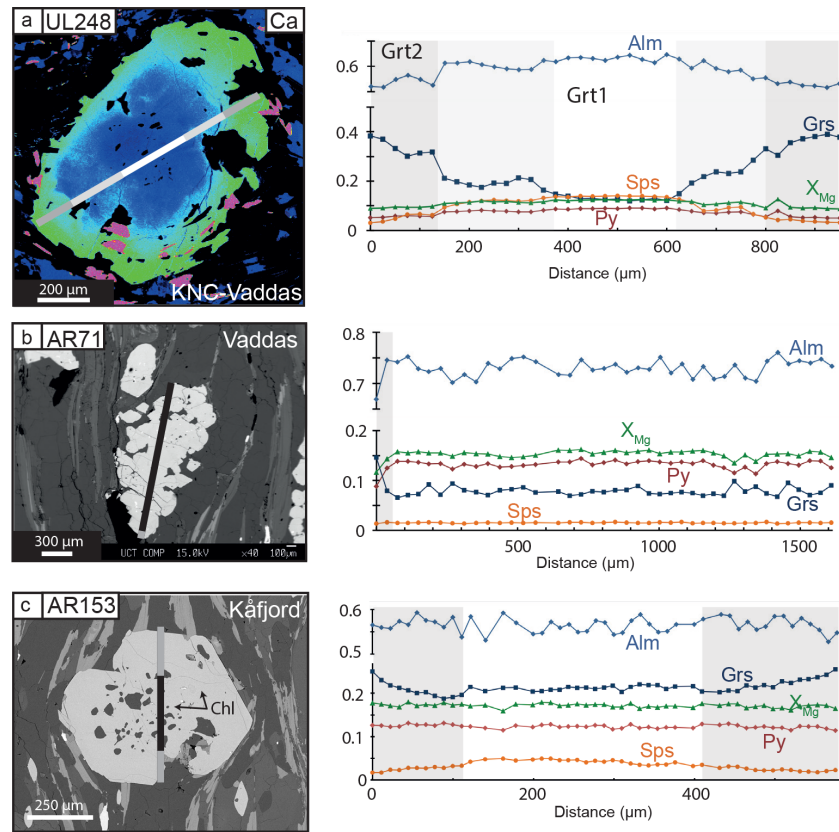 a UL248 Ca
200 µm
KNC-Vaddas
Grt2
Alm
Grt1
Grs
Sps
XMg
Py
0.6
0.4
0.2
0
0 200 400 600 800
Distance (µm)
b AR71 Vaddas
300 µm
UCT COMP 15.0kV ×40 100µm
0.8
Alm
0.7
0.2
XMg
Py
0.1
Grs
Sps
0
500 1000 1500
Distance (µm)
c AR153 Kåfjord
Chl
250 µm
0.6
Alm
0.5
Grs
0.2
XMg
Py
0.1
Sps
0
0 200 400
Distance (µm)